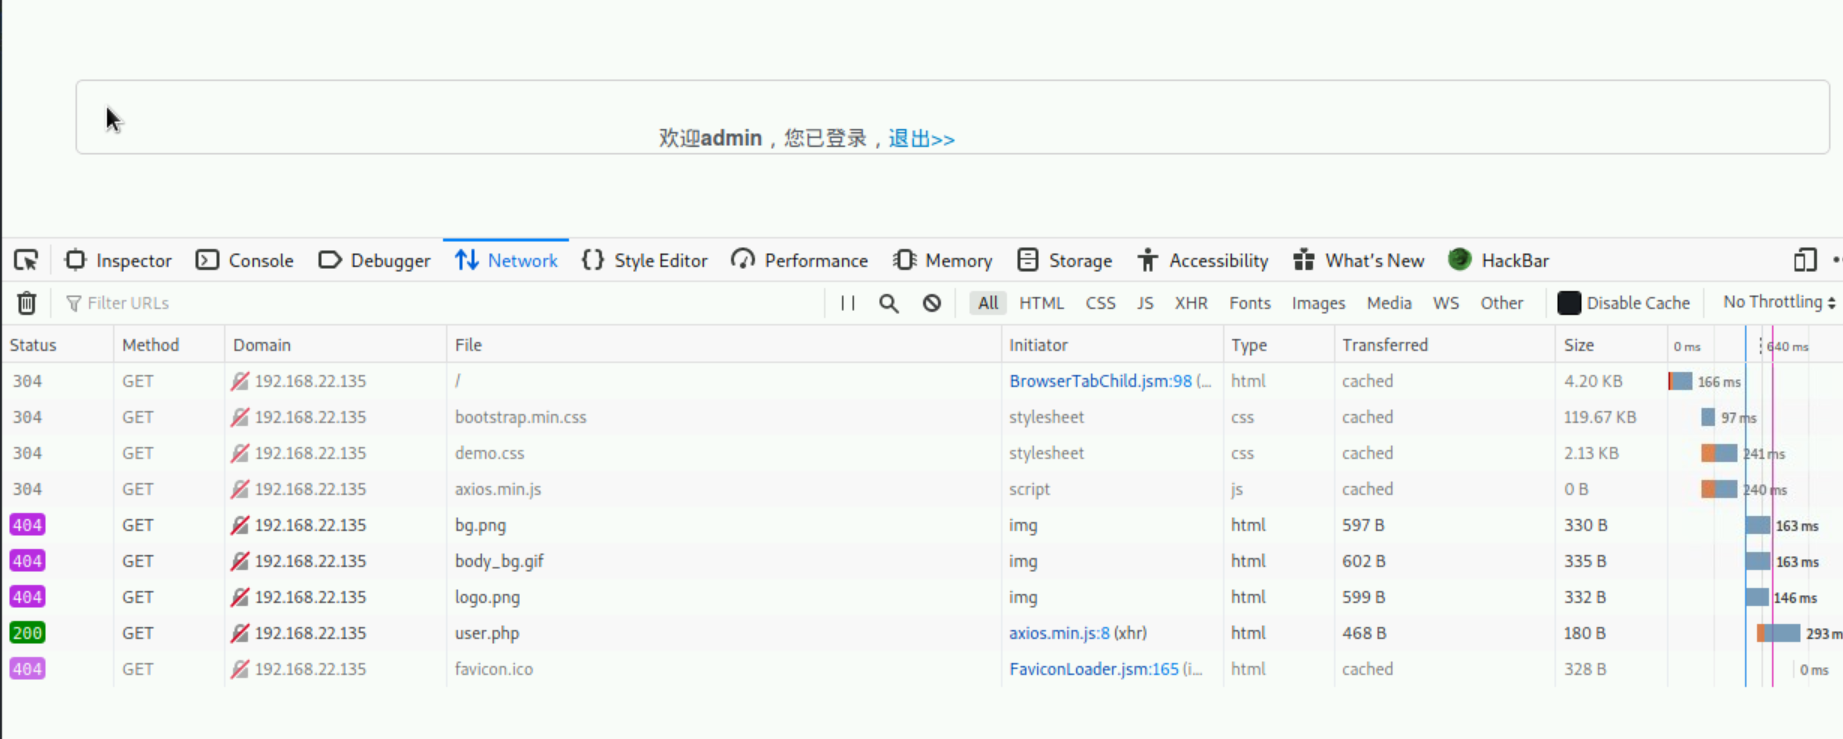 欢迎admin，您已登录，退出>>
Inspector Console Debugger Network Style Editor Performance Memory Storage Accessibility What's New HackBar
Filter URLs All HTML CSS JS XHR Fonts Images Media WS Other Disable Cache No Throttling
Status Method Domain File Initiator Type Transferred Size 0 ms 640 ms
304 GET 192.168.22.135 / BrowserTabChild.jsm:98 (... html cached 4.20 KB 166 ms
304 GET 192.168.22.135 bootstrap.min.css stylesheet css cached 119.67 KB 97 ms
304 GET 192.168.22.135 demo.css stylesheet css cached 2.13 KB 241 ms
304 GET 192.168.22.135 axios.min.js script js cached 0 B 240 ms
404 GET 192.168.22.135 bg.png img html 597 B 330 B 163 ms
404 GET 192.168.22.135 body_bg.gif img html 602 B 335 B 163 ms
404 GET 192.168.22.135 logo.png img html 599 B 332 B 146 ms
200 GET 192.168.22.135 user.php axios.min.js:8 (xhr) html 468 B 180 B 293 m
404 GET 192.168.22.135 favicon.ico FaviconLoader.jsm:165 (i... html cached 328 B 0 ms